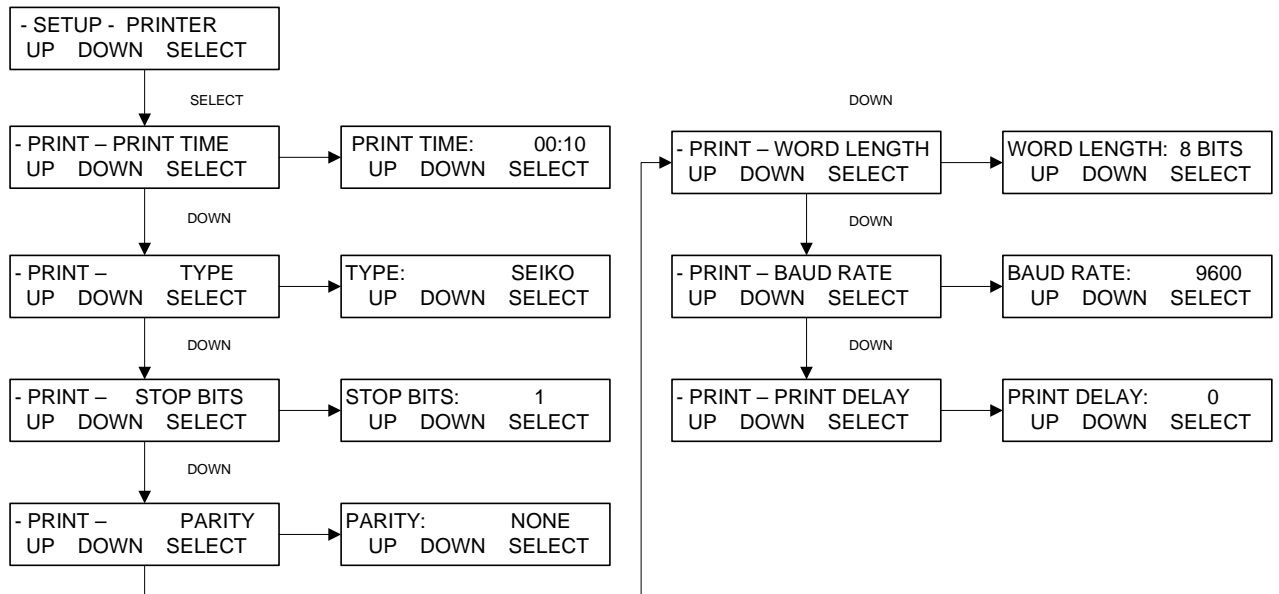 - SETUP - PRINTER
UP DOWN SELECT
SELECT
- PRINT – PRINT TIME
UP DOWN SELECT
PRINT TIME: 00:10
UP DOWN SELECT
DOWN
- PRINT – TYPE
UP DOWN SELECT
TYPE: SEIKO
UP DOWN SELECT
DOWN
- PRINT – STOP BITS
UP DOWN SELECT
STOP BITS: 1
UP DOWN SELECT
DOWN
- PRINT – PARITY
UP DOWN SELECT
PARITY: NONE
UP DOWN SELECT
DOWN
- PRINT – WORD LENGTH
UP DOWN SELECT
WORD LENGTH: 8 BITS
UP DOWN SELECT
DOWN
- PRINT – BAUD RATE
UP DOWN SELECT
BAUD RATE: 9600
UP DOWN SELECT
DOWN
- PRINT – PRINT DELAY
UP DOWN SELECT
PRINT DELAY: 0
UP DOWN SELECT